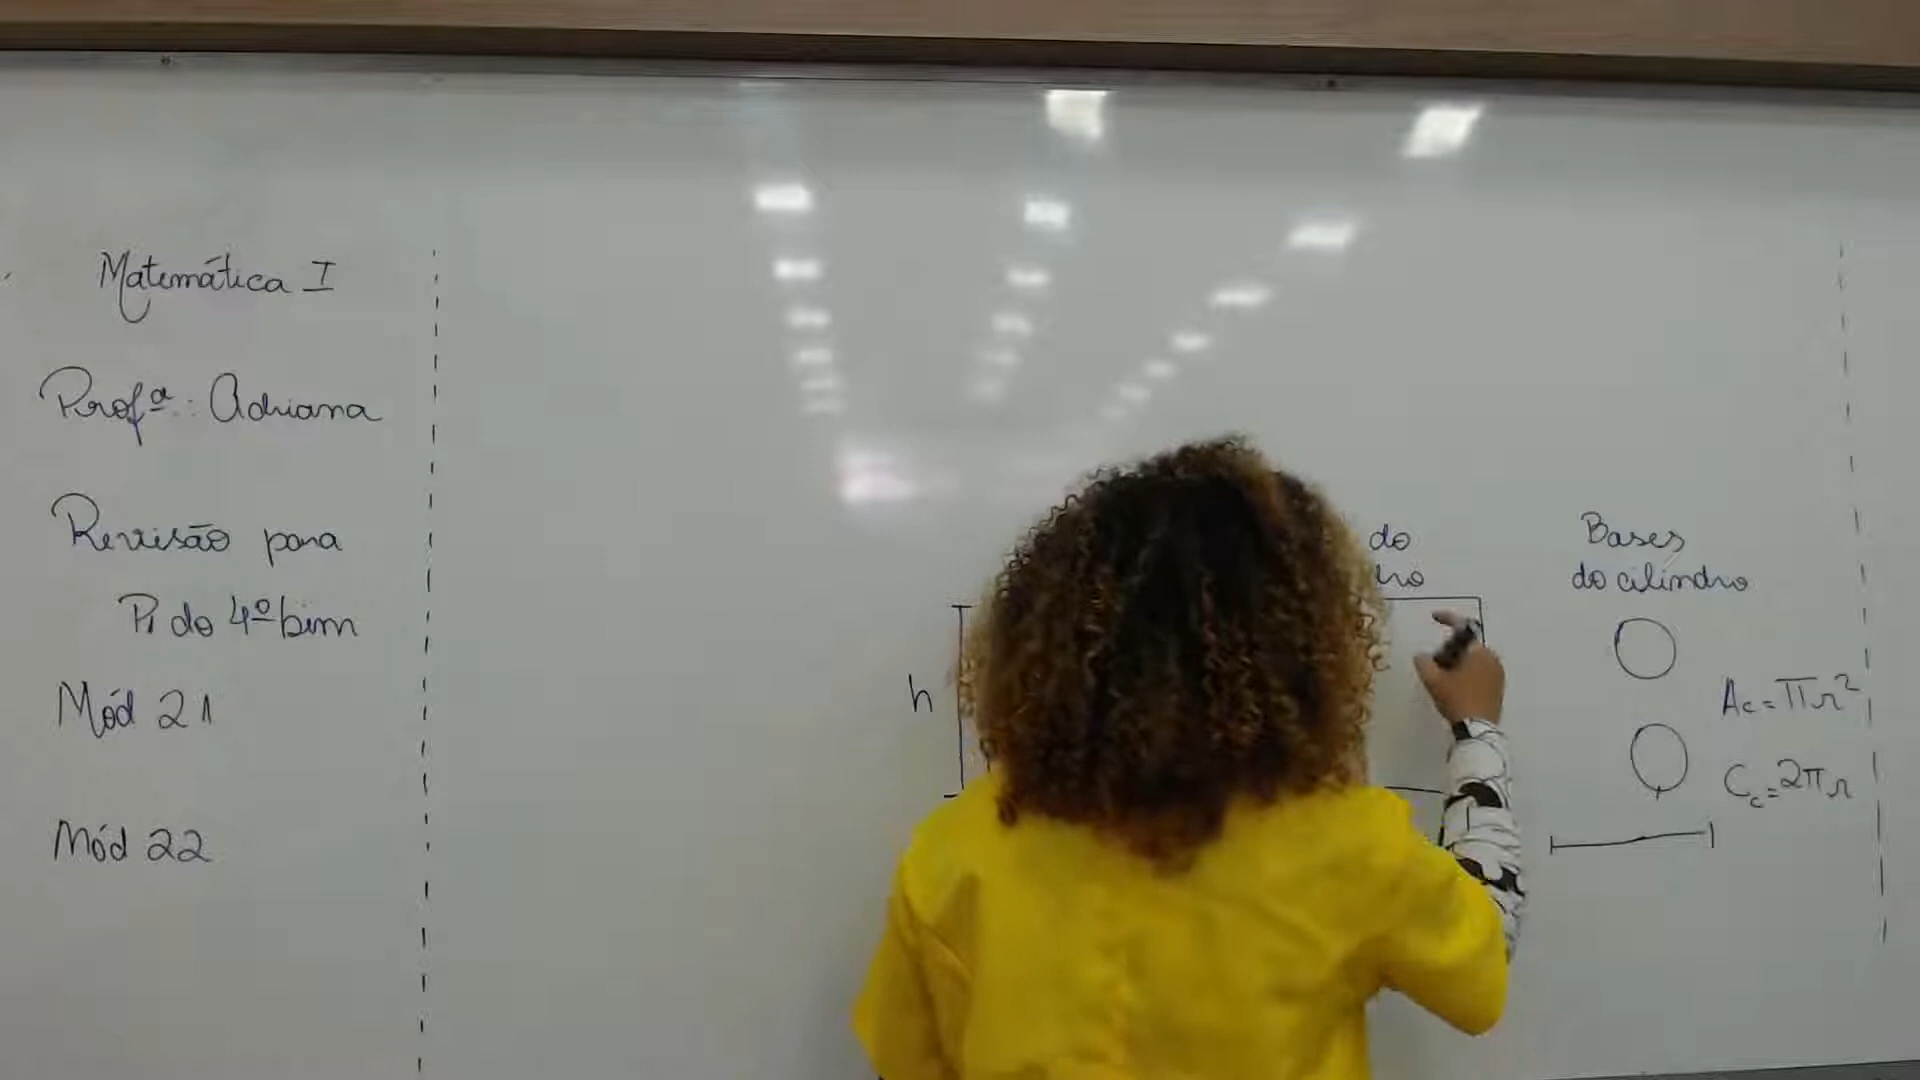 Matemática I
Profª: Adriana
Revisão para
P1 do 4º bim
Mód 21
Mód 22
h
do
Bases
do cilindro
Ac = πr²
Cc = 2πr